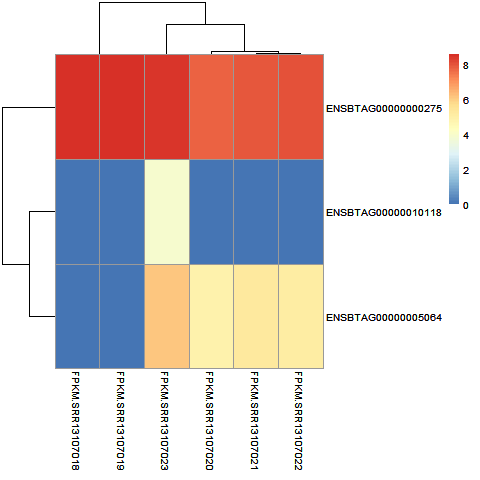 8
6
4
2
0
ENSBTAG00000000275
ENSBTAG00000010118
ENSBTAG00000005064
FPKM.SRR13107018
FPKM.SRR13107019
FPKM.SRR13107023
FPKM.SRR13107020
FPKM.SRR13107021
FPKM.SRR13107022